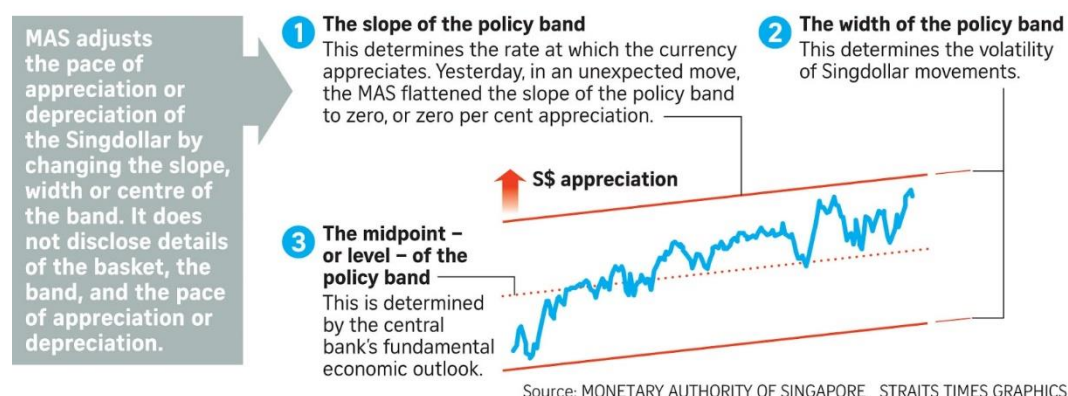 MAS adjusts
the pace of
appreciation or
depreciation of
the Singdollar by
changing the slope,
width or centre of
the band. It does
not disclose details
of the basket, the
band, and the pace
of appreciation or
depreciation.
1 The slope of the policy band
This determines the rate at which the currency
appreciates. Yesterday, in an unexpected move,
the MAS flattened the slope of the policy band
to zero, or zero per cent appreciation.
2 The width of the policy band
This determines the volatility
of Singdollar movements.
S$ appreciation
3 The midpoint –
or level – of the
policy band
This is determined
by the central
bank's fundamental
economic outlook.
Source: MONETARY AUTHORITY OF SINGAPORE STRAITS TIMES GRAPHICS